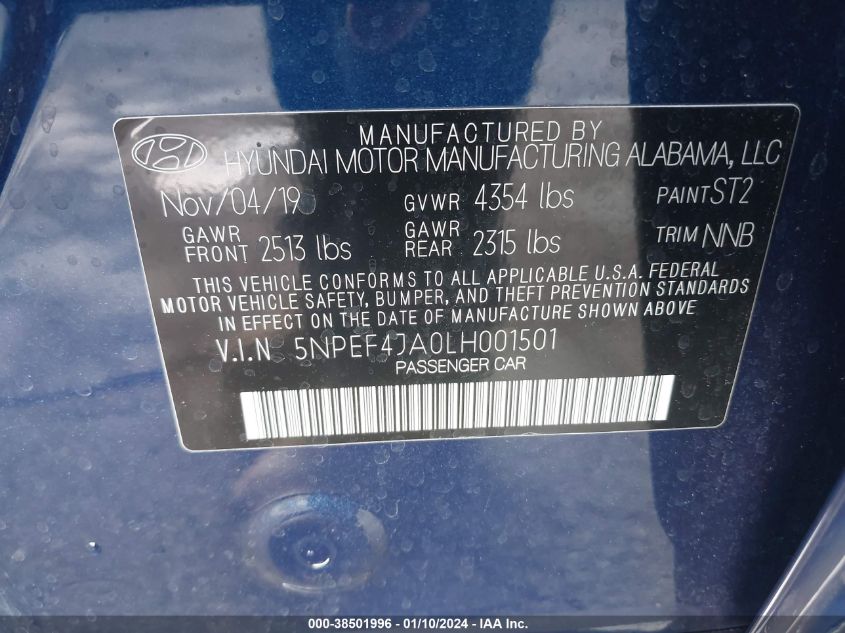 MANUFACTURED BY
HYUNDAI MOTOR MANUFACTURING ALABAMA, LLC
Nov/04/19 GVWR 4354 lbs PAINT ST2
GAWR FRONT 2513 lbs GAWR REAR 2315 lbs TRIM NNB
THIS VEHICLE CONFORMS TO ALL APPLICABLE U.S.A. FEDERAL
MOTOR VEHICLE SAFETY, BUMPER, AND THEFT PREVENTION STANDARDS
IN EFFECT ON THE DATE OF MANUFACTURE SHOWN ABOVE
V.I.N 5NPEF4JA0LH001501
PASSENGER CAR
000-38501996 - 01/10/2024 - IAA Inc.